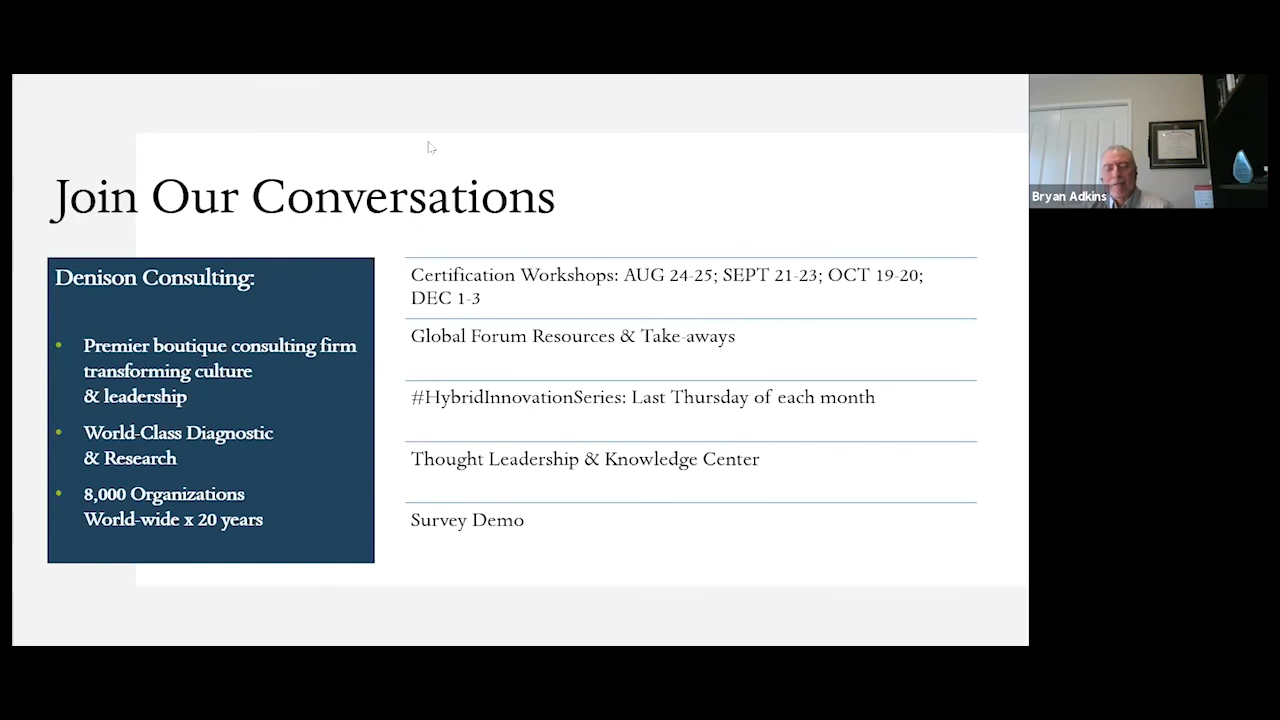 Join Our Conversations
Denison Consulting:
• Premier boutique consulting firm
transforming culture
& leadership
• World-Class Diagnostic
& Research
• 8,000 Organizations
World-wide x 20 years
Certification Workshops: AUG 24-25; SEPT 21-23; OCT 19-20;
DEC 1-3
Global Forum Resources & Take-aways
#HybridInnovationSeries: Last Thursday of each month
Thought Leadership & Knowledge Center
Survey Demo
Bryan Adkins